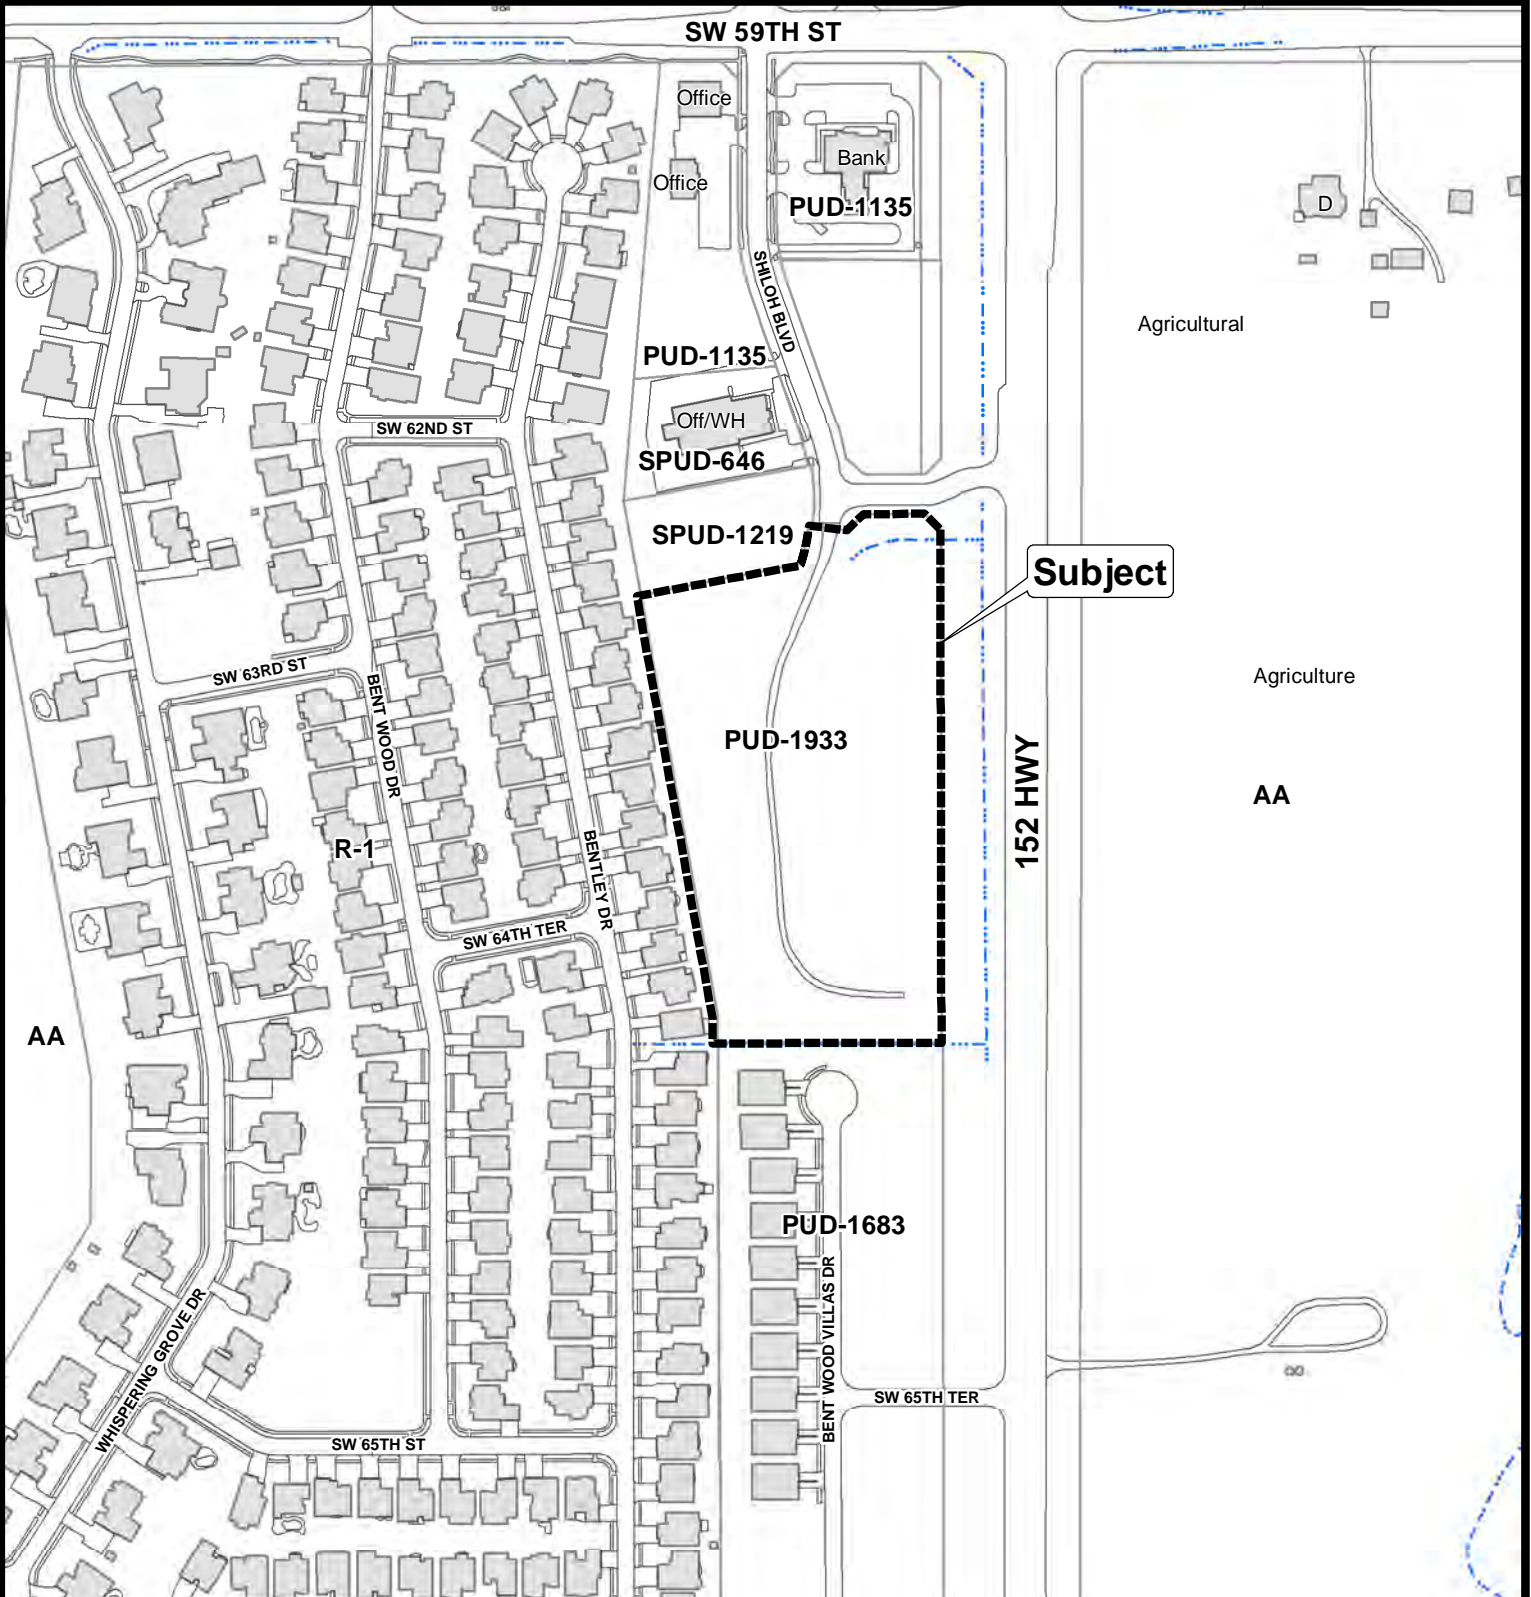 SW 59TH ST
Office
Bank
Office
PUD-1135
D
SHILOH BLVD
Agricultural
PUD-1135
Off/WH
SW 62ND ST
SPUD-646
SPUD-1219
Subject
SW 63RD ST
Agriculture
BENT WOOD DR
PUD-1933
152 HWY
AA
R-1
BENTLEY DR
SW 64TH TER
AA
PUD-1683
BENT WOOD VILLAS DR
WHISPERING GROVE DR
SW 65TH TER
SW 65TH ST